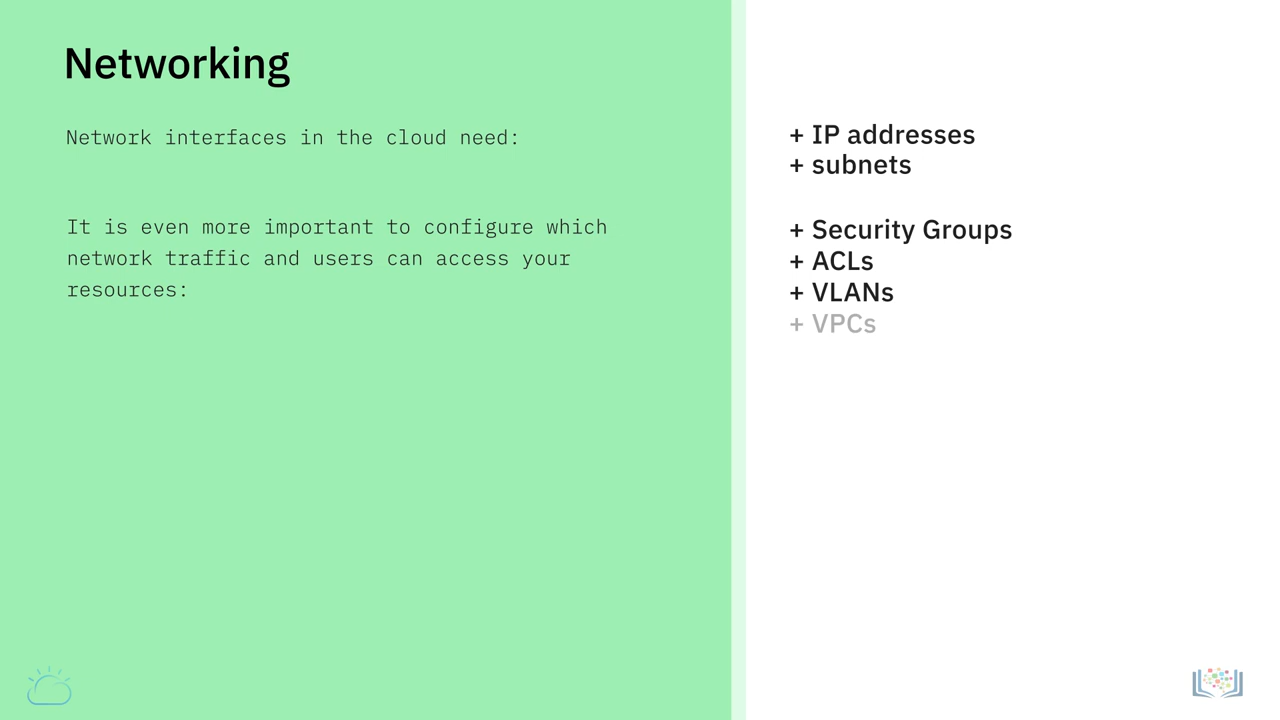 Networking
Network interfaces in the cloud need:
+ IP addresses
+ subnets
It is even more important to configure which
network traffic and users can access your
resources:
+ Security Groups
+ ACLs
+ VLANs
+ VPCs